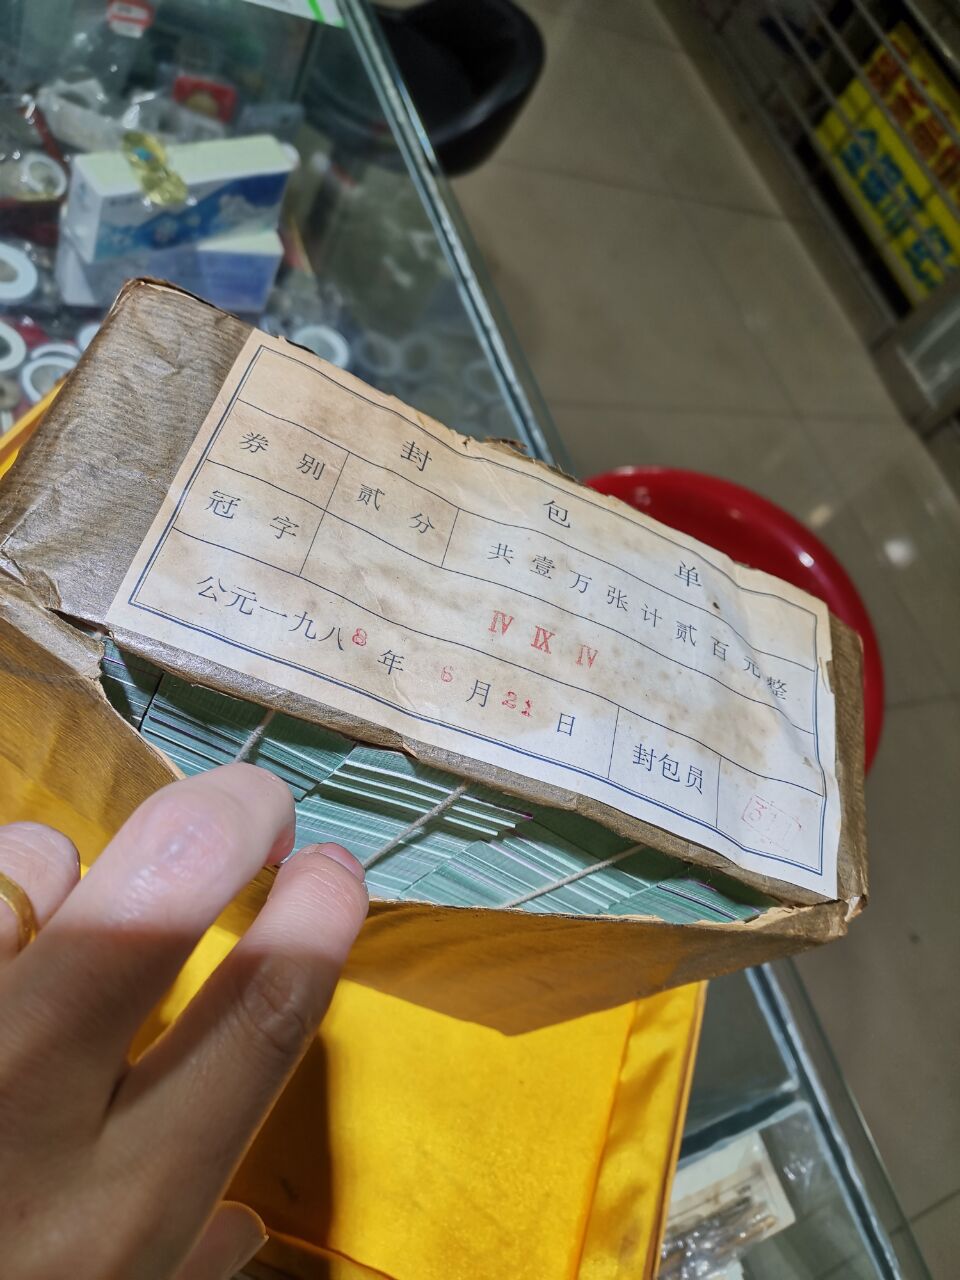 封包单
券别 贰分 共壹万张计贰百元整
冠字 Ⅳ Ⅸ Ⅳ
公元一九八8年6月21日 封包员